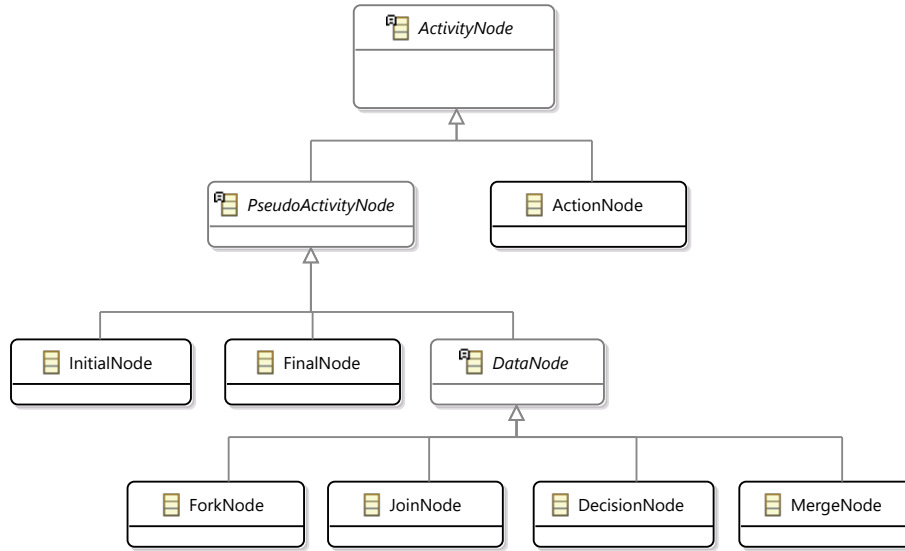 ActivityNode
PseudoActivityNode
ActionNode
InitialNode
FinalNode
DataNode
ForkNode
JoinNode
DecisionNode
MergeNode